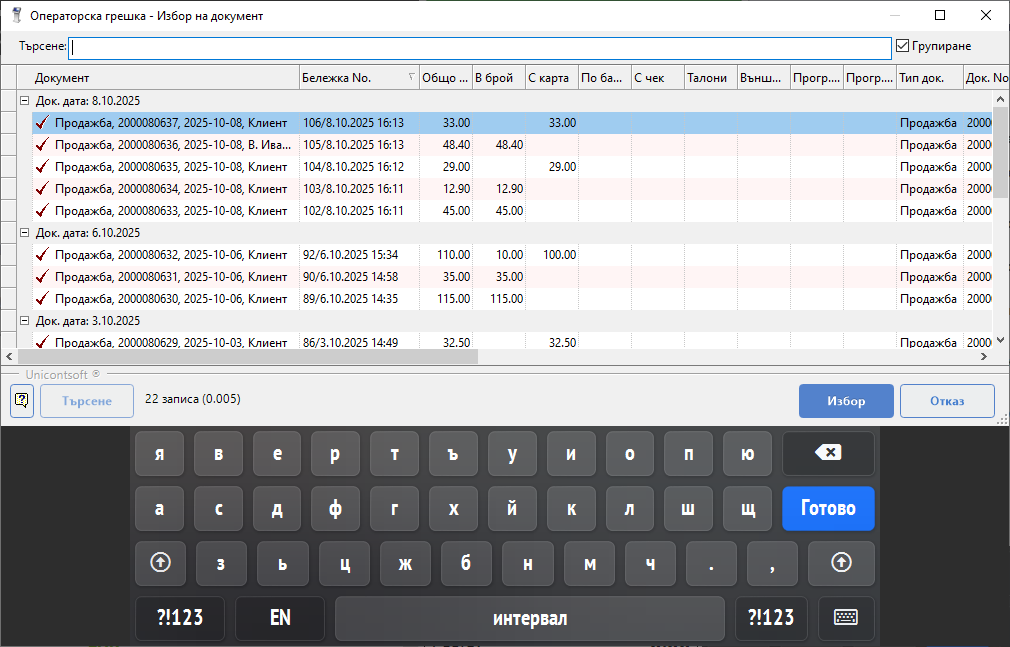 Операторска грешка - Избор на документ
Търсене:
Групиране
Документ Бележка No. Общо ... В брой С карта По ба... С чек Талони Външ... Прогр.... Прогр.... Тип док. Док. No
Док. дата: 8.10.2025
Продажба, 2000080637, 2025-10-08, Клиент 106/8.10.2025 16:13 33.00 33.00 Продажба 2000
Продажба, 2000080636, 2025-10-08, В. Ива... 105/8.10.2025 16:13 48.40 48.40 Продажба 2000
Продажба, 2000080635, 2025-10-08, Клиент 104/8.10.2025 16:12 29.00 29.00 Продажба 2000
Продажба, 2000080634, 2025-10-08, Клиент 103/8.10.2025 16:11 12.90 12.90 Продажба 2000
Продажба, 2000080633, 2025-10-08, Клиент 102/8.10.2025 16:11 45.00 45.00 Продажба 2000
Док. дата: 6.10.2025
Продажба, 2000080632, 2025-10-06, Клиент 92/6.10.2025 15:34 110.00 10.00 100.00 Продажба 2000
Продажба, 2000080631, 2025-10-06, Клиент 90/6.10.2025 14:58 35.00 35.00 Продажба 2000
Продажба, 2000080630, 2025-10-06, Клиент 89/6.10.2025 14:35 115.00 115.00 Продажба 2000
Док. дата: 3.10.2025
Продажба, 2000080629, 2025-10-03, Клиент 86/3.10.2025 14:49 32.50 32.50 Продажба 2000
Unicontsoft ®
Търсене 22 записа (0.005) Избор Отказ
я в е р т ъ у и о п ю
а с д ф г х й к л ш щ Готово
з ь ц ж б н м ч . ,
?!123 EN интервал ?!123